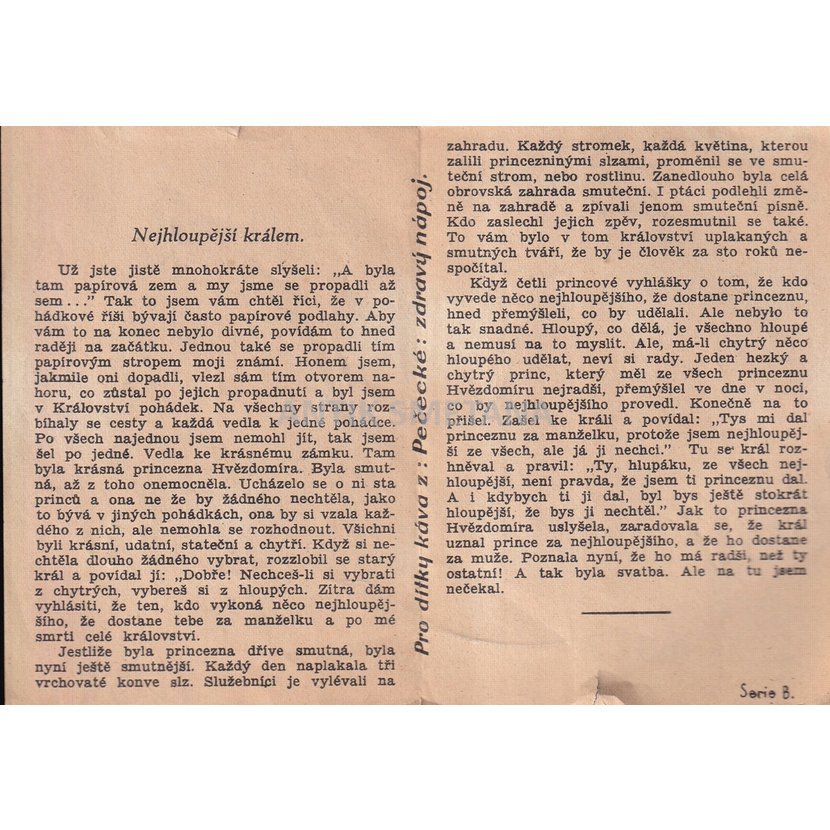 Nejhloupější králem.
Už jste jistě mnohokráte slyšeli: „A byla
tam papírová zem a my jsme se propadli až
sem..." Tak to jsem vám chtěl říci, že v po-
hádkové říši bývají často papírové podlahy. Aby
vám to na konec nebylo divné, povídám to hned
raději na začátku. Jednou také se propadli tím
papírovým stropem moji známí. Honem jsem,
jakmile oni dopadli, vlezl sám tím otvorem na-
horu, co zůstal po jejich propadnutí a byl jsem
v Království pohádek. Na všechny strany roz-
bíhaly se cesty a každá vedla k jedné pohádce.
Po všech najednou jsem nemohl jít, tak jsem
šel po jedné. Vedla ke krásnému zámku. Tam
byla krásná princezna Hvězdomíra. Byla smut-
ná, až z toho onemocněla. Ucházelo se o ni sta
princů a ona ne že by žádného nechtěla, jako
to bývá v jiných pohádkách, ona by si vzala kaž-
dého z nich, ale nemohla se rozhodnout. Všichni
byli krásní, udatní, stateční a chytří. Když si ne-
chtěla dlouho žádného vybrat, rozzlobil se starý
král a povídal jí: „Dobře! Nechceš-li si vybrati
z chytrých, vybereš si z hloupých. Zítra dám
vyhlásiti, že ten, kdo vykoná něco nejhloupěj-
šího, že dostane tebe za manželku a po mé
smrti celé království.
Jestliže byla princezna dříve smutná, byla
nyní ještě smutnější. Každý den naplakala tři
vrchovaté konve slz. Služebníci je vylévali na
Pro dílky káva z: Pepecké: zdravý nápoj.
zahradu. Každý stromek, každá květina, kterou
zalili princezninými slzami, proměnil se ve smu-
teční strom, nebo rostlinu. Zanedlouho byla celá
obrovská zahrada smuteční. I ptáci podlehli změ-
ně na zahradě a zpívali jenom smuteční písně.
Kdo zaslechl jejich zpěv, rozesmutnil se také.
To vám bylo v tom království uplakaných a
smutných tváří, že by je člověk za sto roků ne-
spočítal.
Když četli princové vyhlášky o tom, že kdo
vyvede něco nejhloupějšího, že dostane princeznu,
hned přemýšleli, co by udělali. Ale nebylo to
tak snadné. Hloupý, co dělá, je všechno hloupé
a nemusí na to myslit. Ale, má-li chytrý něco
hloupého udělat, neví si rady. Jeden hezký a
chytrý princ, který měl ze všech princeznu
Hvězdomíru nejradši, přemýšlel ve dne v noci,
co by nejhloupějšího provedl. Konečně na to
přišel. Zašel ke králi a povídal: „Tys mi dal
princeznu za manželku, protože jsem nejhloupěj-
ší ze všech, ale já ji nechci." Tu se král roz-
hněval a pravil: „Ty, hlupáku, ze všech nej-
hloupější, není pravda, že jsem ti princeznu dal.
A i kdybych ti ji dal, byl bys ještě stokrát
hloupější, že bys ji nechtěl." Jak to princezna
Hvězdomíra uslyšela, zaradovala se, že král
uznal prince za nejhloupějšího, a že ho dostane
za muže. Poznala nyní, že ho má radši, než ty
ostatní! A tak byla svatba. Ale na tu jsem
nečekal.
Serie B.